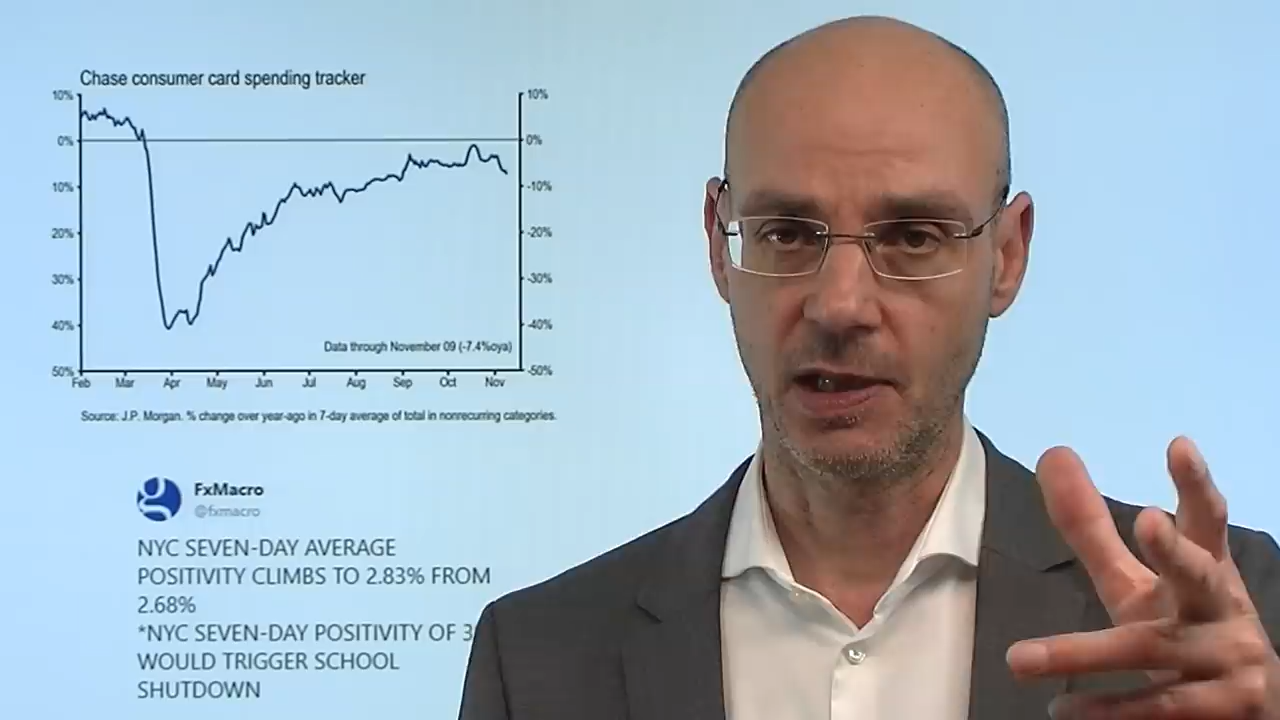 Chase consumer card spending tracker
10%
10%
0%
0%
10%
-10%
20%
-20%
30%
-30%
40%
-40%
Data through November 09 (-7.4%oya)
50%
-50%
Feb Mar Apr May Jun Jul Aug Sep Oct Nov
Source: J.P. Morgan. % change over year-ago in 7-day average of total in nonrecurring categories.
FxMacro
@fxmacro
NYC SEVEN-DAY AVERAGE
POSITIVITY CLIMBS TO 2.83% FROM
2.68%
*NYC SEVEN-DAY POSITIVITY OF 3
WOULD TRIGGER SCHOOL
SHUTDOWN